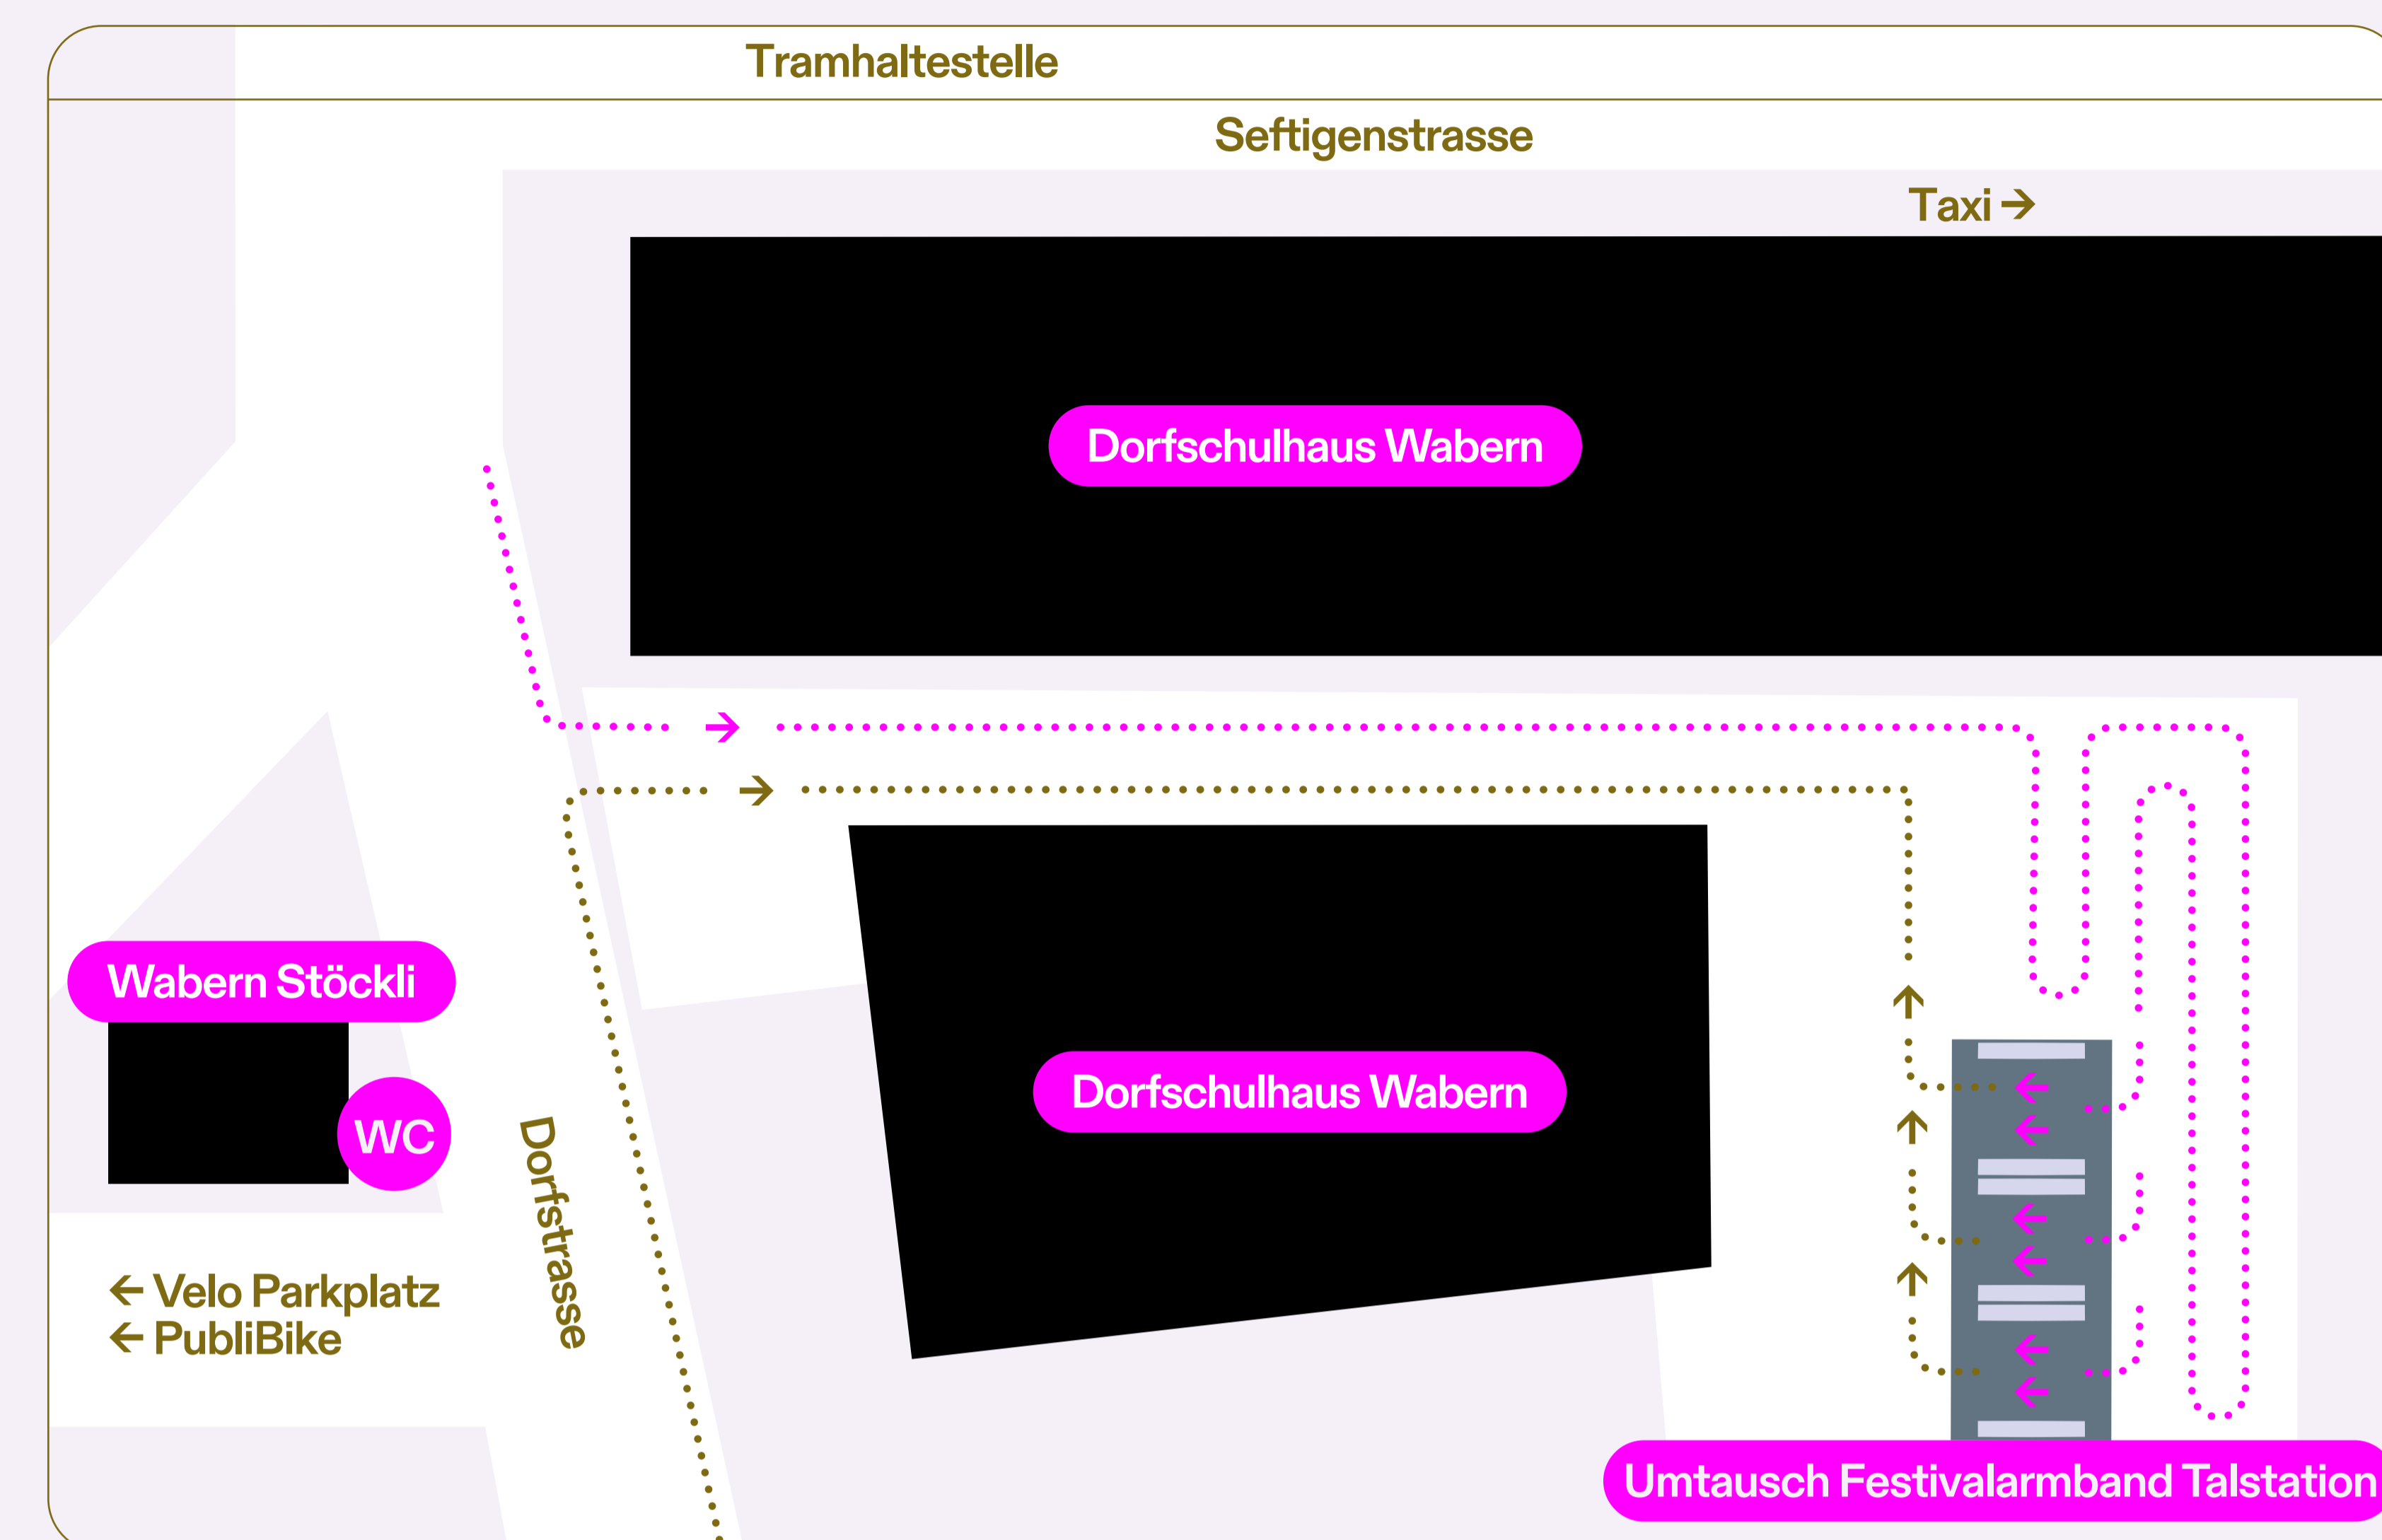 Tramhaltestelle
Seftigenstrasse
Taxi →
Dorfschulhaus Wabern
Wabern Stöckli
WC
Dorfschulhaus Wabern
Dorfstrasse
← Velo Parkplatz
← PubliBike
Umtausch Festivalarmband Talstation